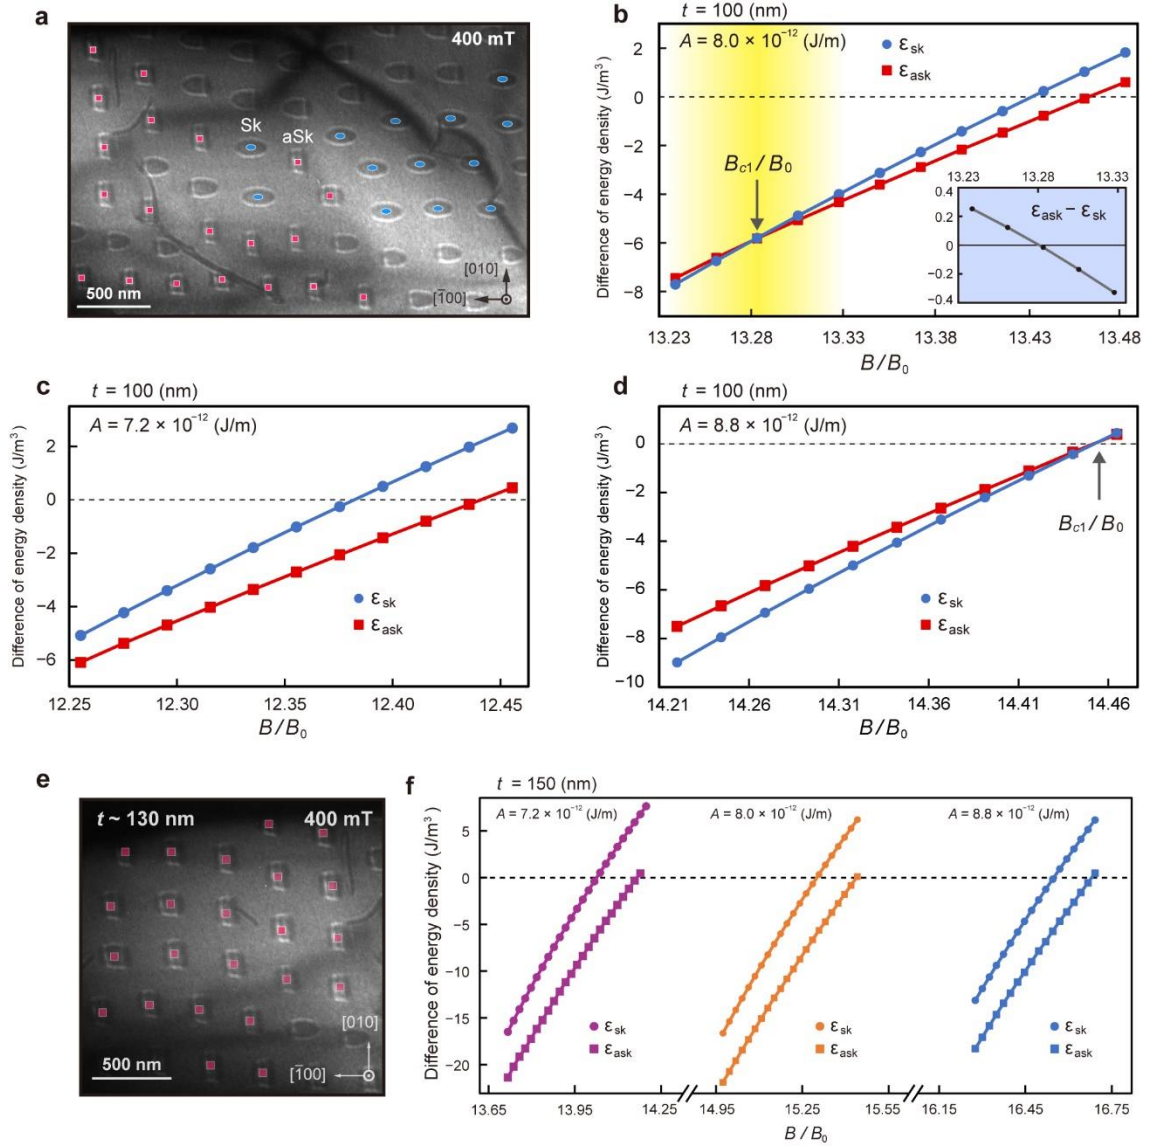 a
400 mT
Sk
aSk
[010]
[1̅00]
500 nm
b
t = 100 (nm)
A = 8.0 × 10⁻¹² (J/m)
εsk
εask
Bc1/B0
Difference of energy density (J/m³)
2
0
−2
−4
−6
−8
13.23 13.28 13.33 13.38 13.43 13.48
B/B0
13.23 13.28 13.33
0.4
0.2
0
−0.2
−0.4
εask − εsk
c
t = 100 (nm)
A = 7.2 × 10⁻¹² (J/m)
Difference of energy density (J/m³)
2
0
−2
−4
−6
εsk
εask
12.25 12.30 12.35 12.40 12.45
B/B0
d
t = 100 (nm)
A = 8.8 × 10⁻¹² (J/m)
Difference of energy density (J/m³)
0
−2
−4
−6
−8
−10
Bc1/B0
εsk
εask
14.21 14.26 14.31 14.36 14.41 14.46
B/B0
e
t ~ 130 nm
400 mT
[010]
[1̅00]
500 nm
f
t = 150 (nm)
A = 7.2 × 10⁻¹² (J/m) A = 8.0 × 10⁻¹² (J/m) A = 8.8 × 10⁻¹² (J/m)
Difference of energy density (J/m³)
5
0
−5
−10
−15
−20
εsk εsk εsk
εask εask εask
13.65 13.95 14.25 14.95 15.25 15.55 16.15 16.45 16.75
B/B0